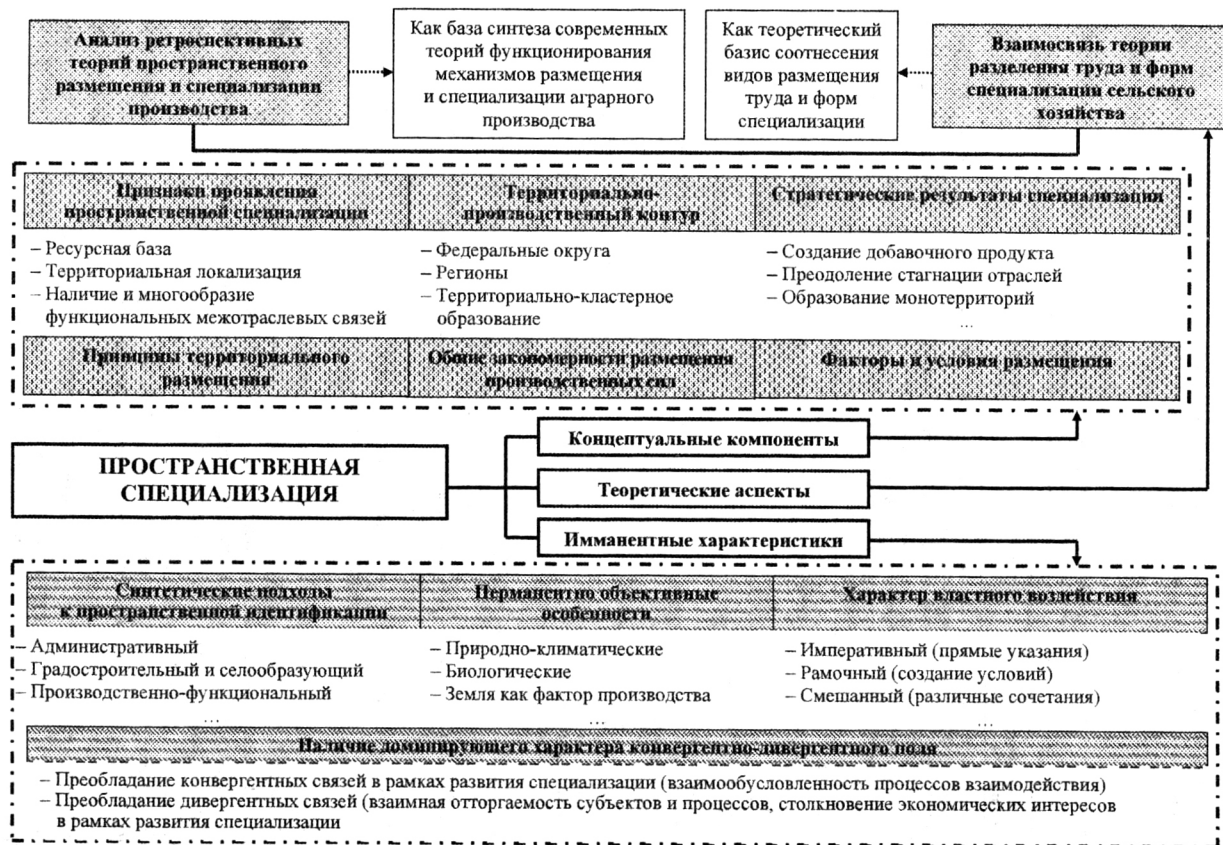 Анализ ретроспективных
теорий пространственного
размещения и специализации
производства
Как база синтеза современных
теорий функционирования
механизмов размещения
и специализации аграрного
производства
Как теоретический
базис соотнесения
видов размещения
труда и форм
специализации
Взаимосвязь теории
разделения труда и форм
специализации сельского
хозяйства
Признаки проявления
пространственной специализации
– Ресурсная база
– Территориальная локализация
– Наличие и многообразие
функциональных межотраслевых связей
Территориально-
производственный контур
– Федеральные округа
– Регионы
– Территориально-кластерное
образование
Стратегические результаты специализации
– Создание добавочного продукта
– Преодоление стагнации отраслей
– Образование монотерриторий
...
Принципы территориального
размещения
Общие закономерности размещения
производственных сил
Факторы и условия размещения
ПРОСТРАНСТВЕННАЯ
СПЕЦИАЛИЗАЦИЯ
Концептуальные компоненты
Теоретические аспекты
Имманентные характеристики
Синтетические подходы
к пространственной идентификации
– Административный
– Градостроительный и селообразующий
– Производственно-функциональный
...
Перманентно объективные
особенности
– Природно-климатические
– Биологические
– Земля как фактор производства
...
Характер властного воздействия
– Императивный (прямые указания)
– Рамочный (создание условий)
– Смешанный (различные сочетания)
...
Наличие доминирующего характера конвергентно-дивергентного поля
– Преобладание конвергентных связей в рамках развития специализации (взаимообусловленность процессов взаимодействия)
– Преобладание дивергентных связей (взаимная отторгаемость субъектов и процессов, столкновение экономических интересов
в рамках развития специализации